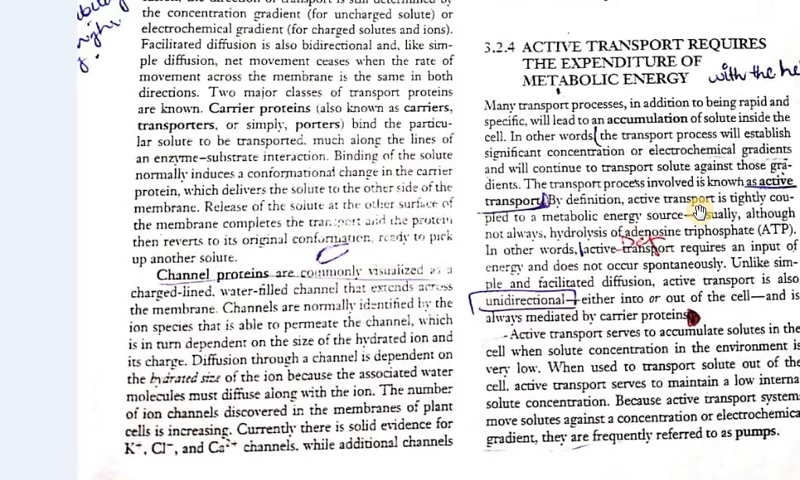 the concentration gradient (for uncharged solute) or
electrochemical gradient (for charged solutes and ions).
Facilitated diffusion is also bidirectional and, like sim-
ple diffusion, net movement ceases when the rate of
movement across the membrane is the same in both
directions. Two major classes of transport proteins
are known. Carrier proteins (also known as carriers,
transporters, or simply, porters) bind the particu-
lar solute to be transported, much along the lines of
an enzyme–substrate interaction. Binding of the solute
normally induces a conformational change in the carrier
protein, which delivers the solute to the other side of the
membrane. Release of the solute at the other surface of
the membrane completes the transport and the protein
then reverts to its original conformation, ready to pick
up another solute.
Channel proteins are commonly visualized as a
charged-lined, water-filled channel that extends across
the membrane. Channels are normally identified by the
ion species that is able to permeate the channel, which
is in turn dependent on the size of the hydrated ion and
its charge. Diffusion through a channel is dependent on
the hydrated size of the ion because the associated water
molecules must diffuse along with the ion. The number
of ion channels discovered in the membranes of plant
cells is increasing. Currently there is solid evidence for
K⁺, Cl⁻, and Ca²⁺ channels, while additional channels
3.2.4 ACTIVE TRANSPORT REQUIRES
THE EXPENDITURE OF
METABOLIC ENERGY with the he
Many transport processes, in addition to being rapid and
specific, will lead to an accumulation of solute inside the
cell. In other words, the transport process will establish
significant concentration or electrochemical gradients
and will continue to transport solute against those gra-
dients. The transport process involved is known as active
transport. By definition, active transport is tightly cou-
pled to a metabolic energy source—usually, although
not always, hydrolysis of adenosine triphosphate (ATP).
In other words, active transport requires an input of
energy and does not occur spontaneously. Unlike sim-
ple and facilitated diffusion, active transport is also
unidirectional—either into or out of the cell—and is
always mediated by carrier proteins.
Active transport serves to accumulate solutes in the
cell when solute concentration in the environment is
very low. When used to transport solute out of the
cell, active transport serves to maintain a low interna
solute concentration. Because active transport system
move solutes against a concentration or electrochemica
gradient, they are frequently referred to as pumps.